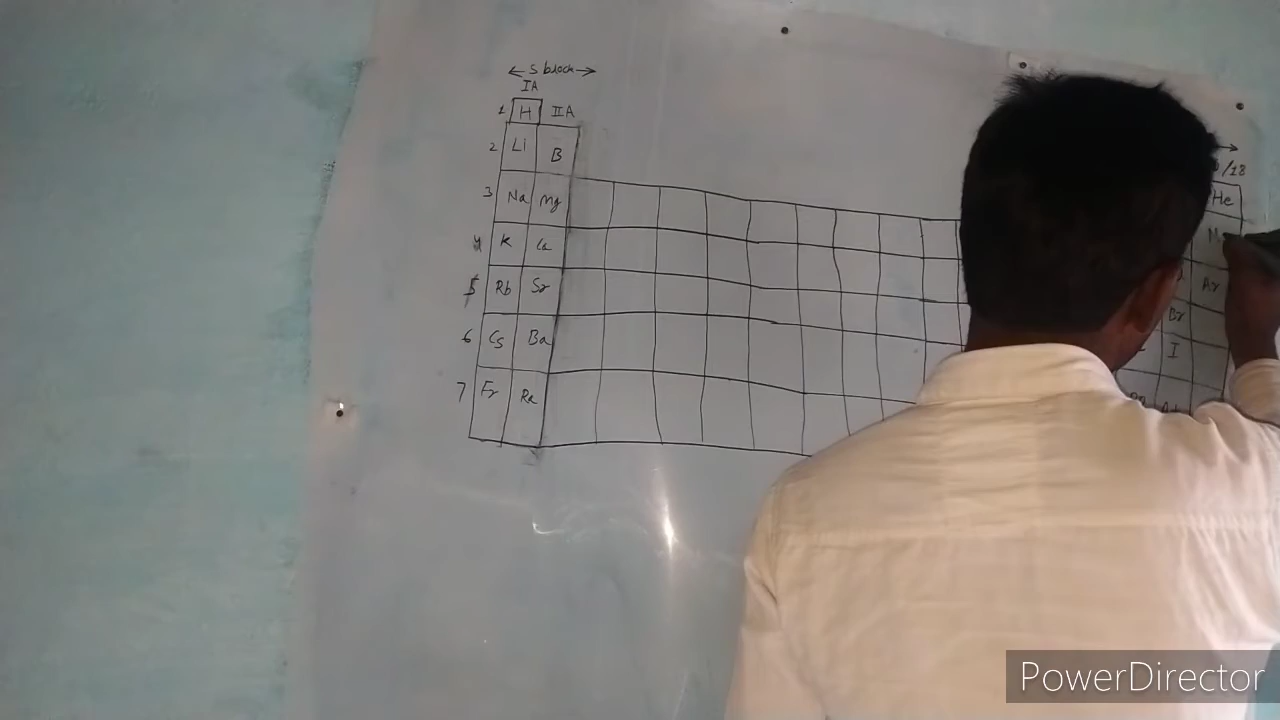 ← S block →
IA
1 H IIA
/18
He
2 Li B
3 Na Mg
Ar
4 K Ca
Br
5 Rb Sr
I
6 Cs Ba
7 Fr Ra
PowerDirector